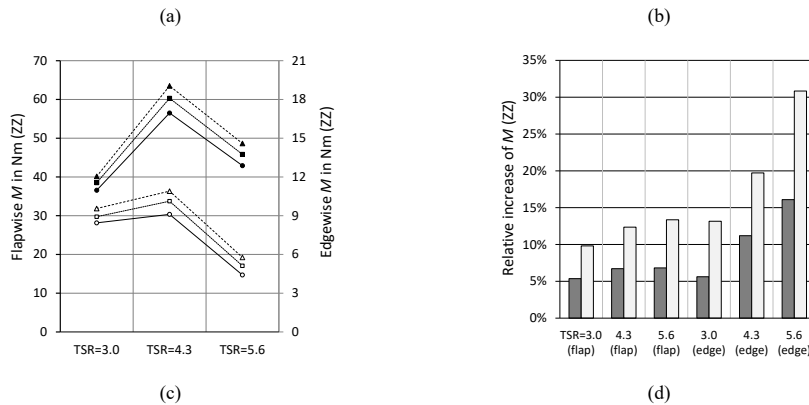 (a)
(b)
70
60
50
40
30
20
10
0
Flapwise M in Nm (ZZ)
TSR=3.0 TSR=4.3 TSR=5.6
21
18
15
12
9
6
3
0
Edgewise M in Nm (ZZ)
35%
30%
25%
20%
15%
10%
5%
0%
Relative increase of M (ZZ)
TSR=3.0 4.3 5.6 3.0 4.3 5.6
(flap) (flap) (flap) (edge) (edge) (edge)
(c)
(d)